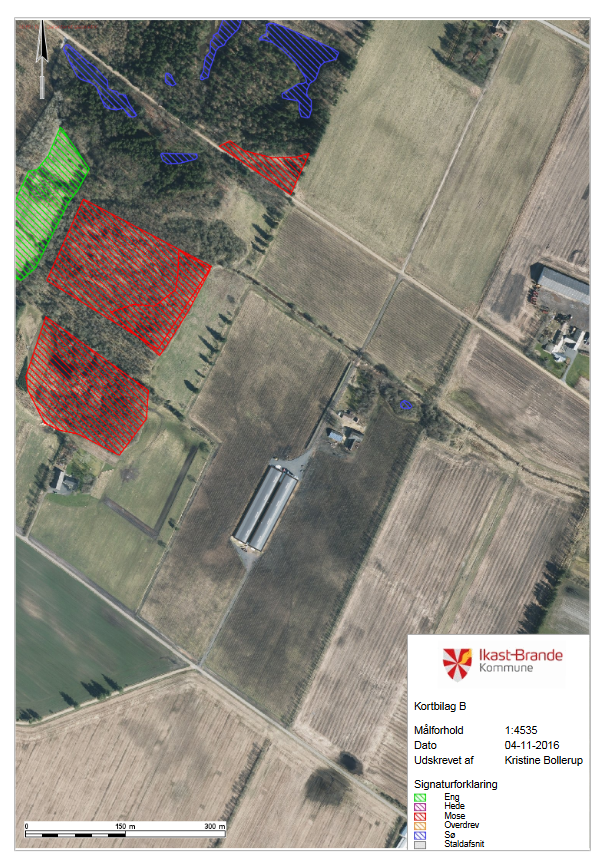 Ikast-Brande
Kommune
Kortbilag B
Målforhold 1:4535
Dato 04-11-2016
Udskrevet af Kristine Bollerup
Signaturforklaring
Eng
Hede
Mose
Overdrev
Sø
Staldafsnit
0 150 m 300 m